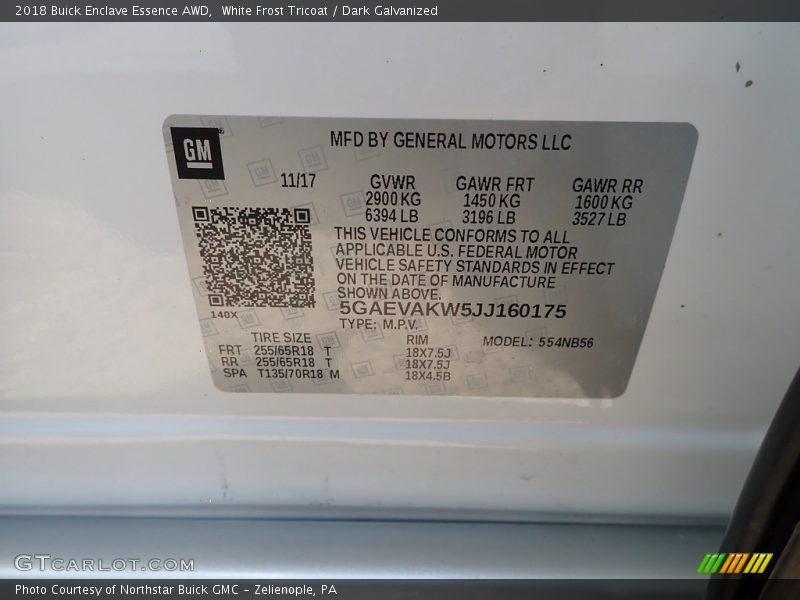 2018 Buick Enclave Essence AWD, White Frost Tricoat / Dark Galvanized
GM
MFD BY GENERAL MOTORS LLC
11/17 GVWR GAWR FRT GAWR RR
2900 KG 1450 KG 1600 KG
6394 LB 3196 LB 3527 LB
THIS VEHICLE CONFORMS TO ALL
APPLICABLE U.S. FEDERAL MOTOR
VEHICLE SAFETY STANDARDS IN EFFECT
ON THE DATE OF MANUFACTURE
SHOWN ABOVE.
140X
5GAEVAKW5JJ160175
TYPE: M.P.V.
TIRE SIZE RIM MODEL: 554NB56
FRT 255/65R18 T 18X7.5J
RR 255/65R18 T 18X7.5J
SPA T135/70R18 M 18X4.5B
GTCARLOT.COM
Photo Courtesy of Northstar Buick GMC - Zelienople, PA